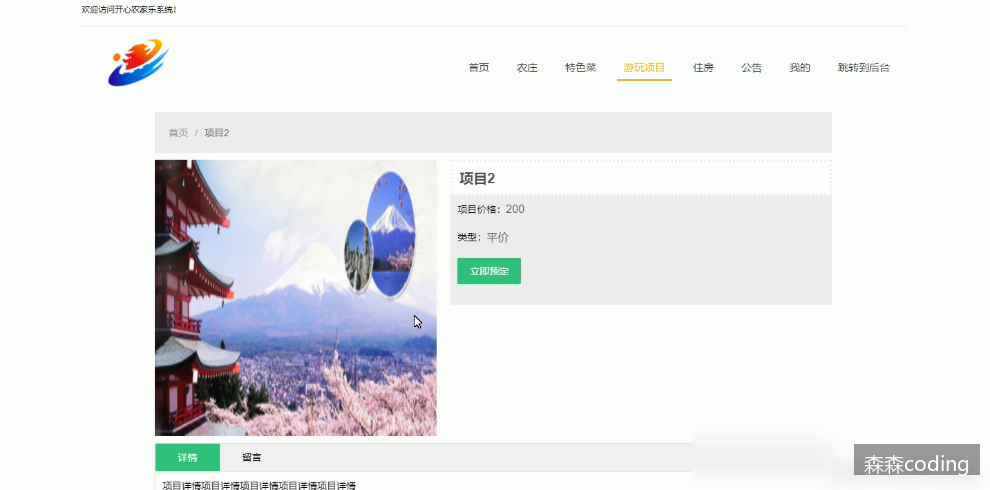 欢迎访问开心农家乐系统!
首页 农庄 特色菜 游玩项目 住房 公告 我的 跳转到后台
首页 / 项目2
项目2
项目价格：200
类型：平价
立即预定
详情 留言
项目详情项目详情项目详情项目详情项目详情
森森coding